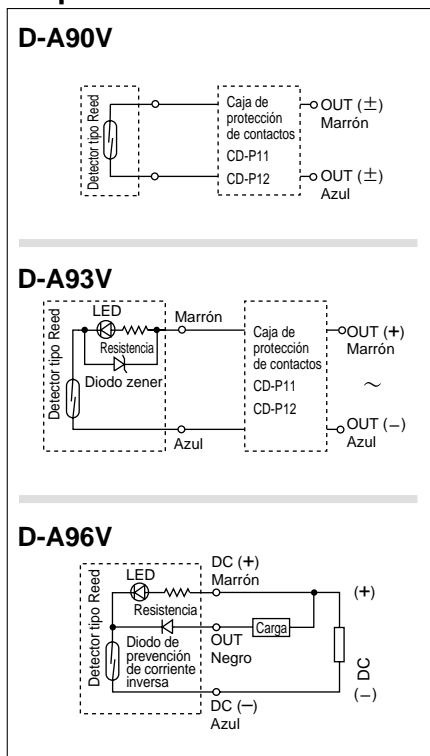 D-A90V
Detector tipo Reed
Caja de
protección
de contactos
CD-P11
CD-P12
OUT (±)
Marrón
OUT (±)
Azul
D-A93V
Detector tipo Reed
LED
Resistencia
Diodo zener
Marrón
Azul
Caja de
protección
de contactos
CD-P11
CD-P12
OUT (+)
Marrón
~
OUT (−)
Azul
D-A96V
Detector tipo Reed
LED
Resistencia
Diodo de
prevención
de corriente
inversa
DC (+)
Marrón
OUT
Negro
Carga
DC (−)
Azul
(+)
DC
(−)